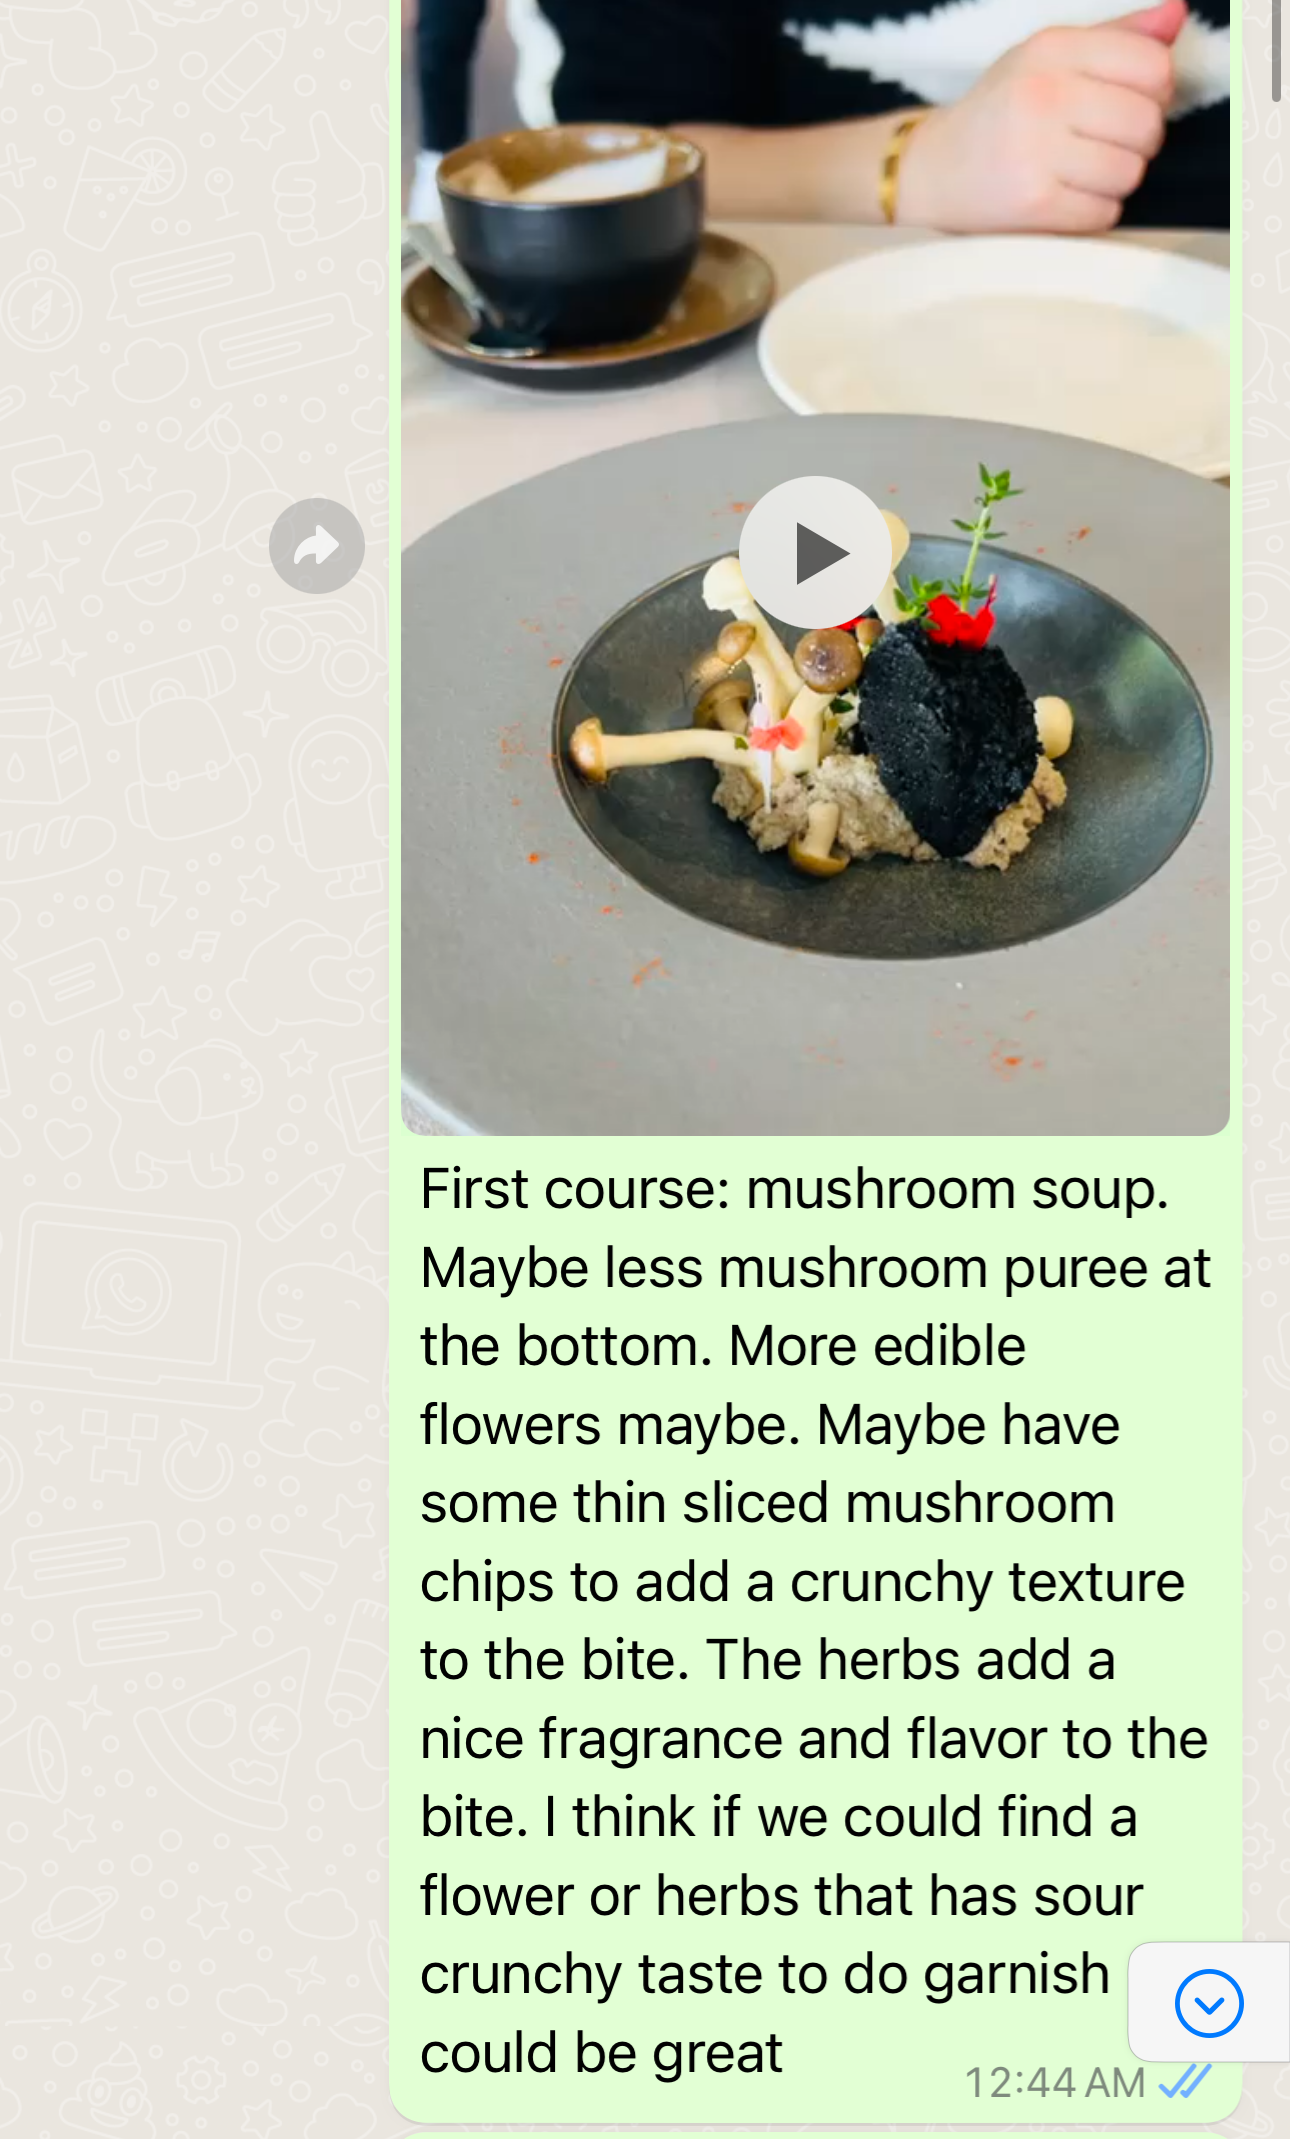 First course: mushroom soup.
Maybe less mushroom puree at
the bottom. More edible
flowers maybe. Maybe have
some thin sliced mushroom
chips to add a crunchy texture
to the bite. The herbs add a
nice fragrance and flavor to the
bite. I think if we could find a
flower or herbs that has sour
crunchy taste to do garnish
could be great
12:44 AM